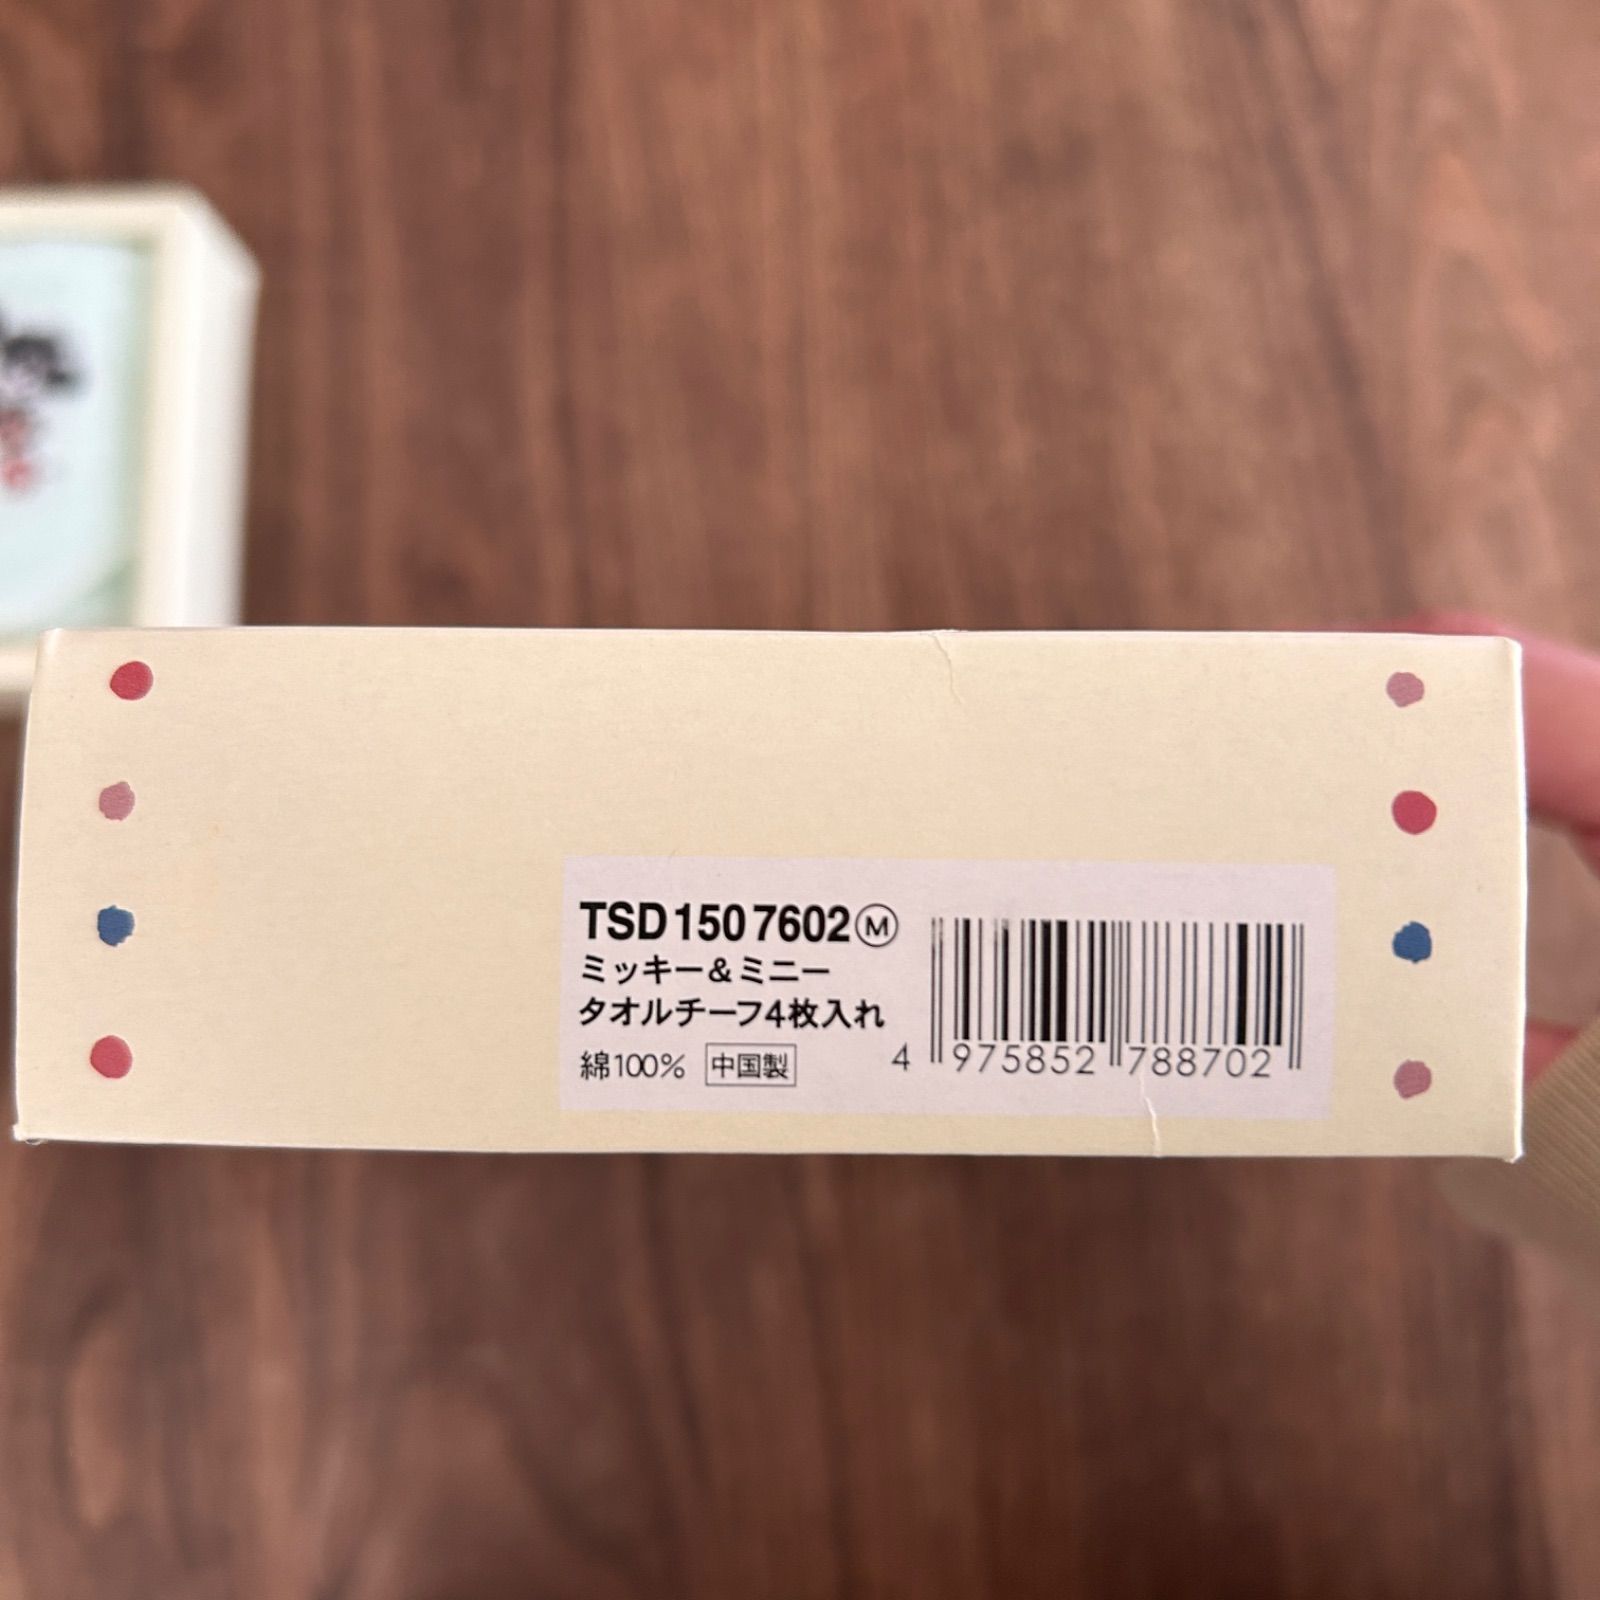 TSD 150 7602 Ⓜ
ミッキー&ミニー
タオルチーフ4枚入れ
綿100% 中国製
4 975852 788702